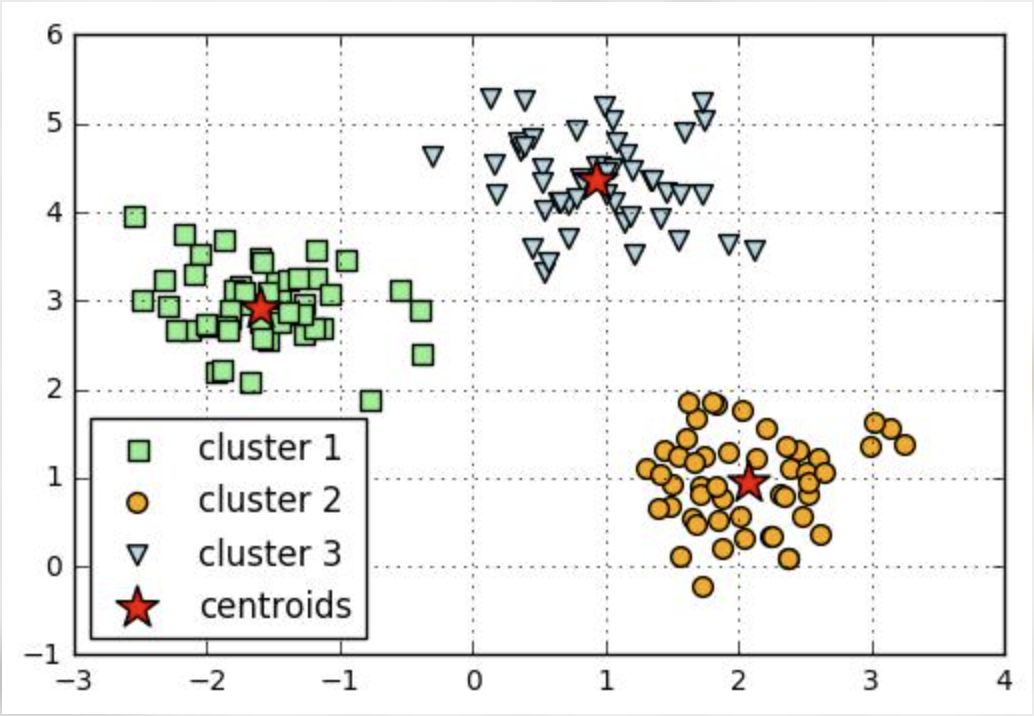 6
5
4
3
2
1
0
−1
cluster 1
cluster 2
cluster 3
centroids
−3 −2 −1 0 1 2 3 4